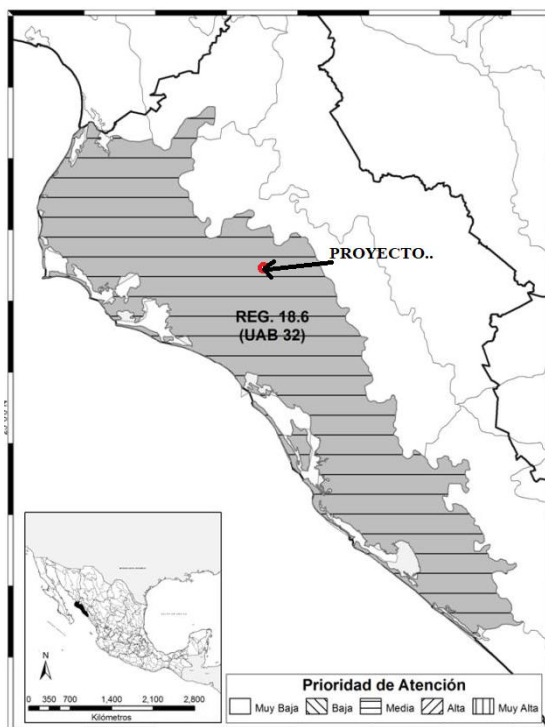 PROYECTO..
REG. 18.6
(UAB 32)
N
0 350 700 1,400 2,100 2,800
Kilómetros
Prioridad de Atención
Muy Baja Baja Media Alta Muy Alta